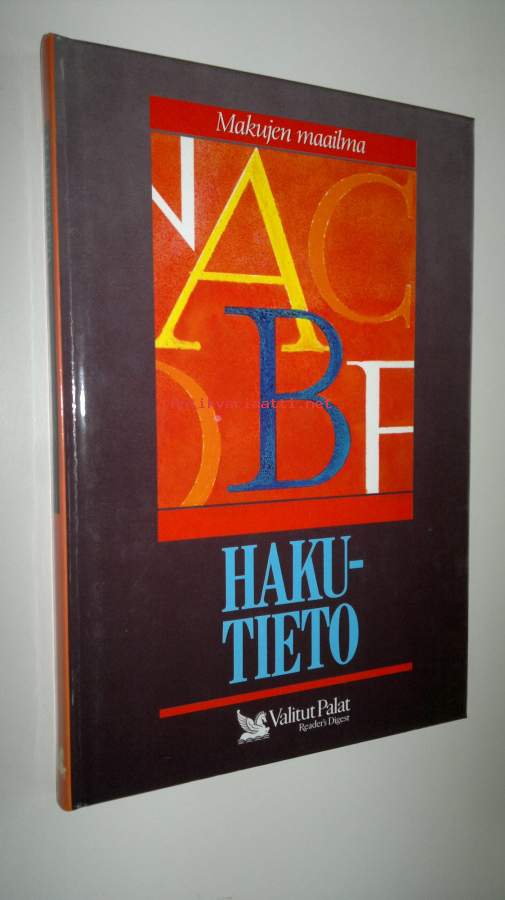 Makujen maailma
N A C
B F
HAKU-
TIETO
Valitut Palat
Reader's Digest